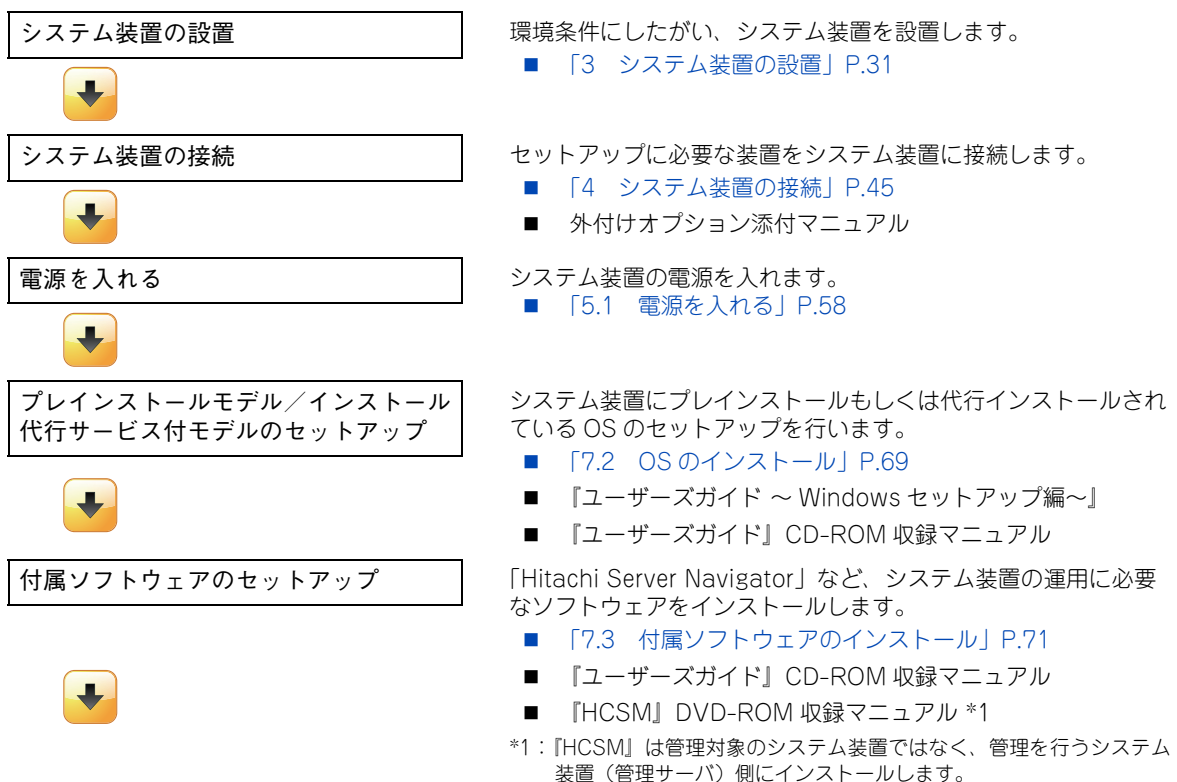 システム装置の設置
環境条件にしたがい、システム装置を設置します。
■ 「3　システム装置の設置」P.31
システム装置の接続
セットアップに必要な装置をシステム装置に接続します。
■ 「4　システム装置の接続」P.45
■ 外付けオプション添付マニュアル
電源を入れる
システム装置の電源を入れます。
■ 「5.1　電源を入れる」P.58
プレインストールモデル／インストール
代行サービス付モデルのセットアップ
システム装置にプレインストールもしくは代行インストールされ
ている OS のセットアップを行います。
■ 「7.2　OS のインストール」P.69
■ 『ユーザーズガイド ～ Windows セットアップ編～』
■ 『ユーザーズガイド』CD-ROM 収録マニュアル
付属ソフトウェアのセットアップ
「Hitachi Server Navigator」など、システム装置の運用に必要
なソフトウェアをインストールします。
■ 「7.3　付属ソフトウェアのインストール」P.71
■ 『ユーザーズガイド』CD-ROM 収録マニュアル
■ 『HCSM』DVD-ROM 収録マニュアル *1
*1：『HCSM』は管理対象のシステム装置ではなく、管理を行うシステム
装置（管理サーバ）側にインストールします。